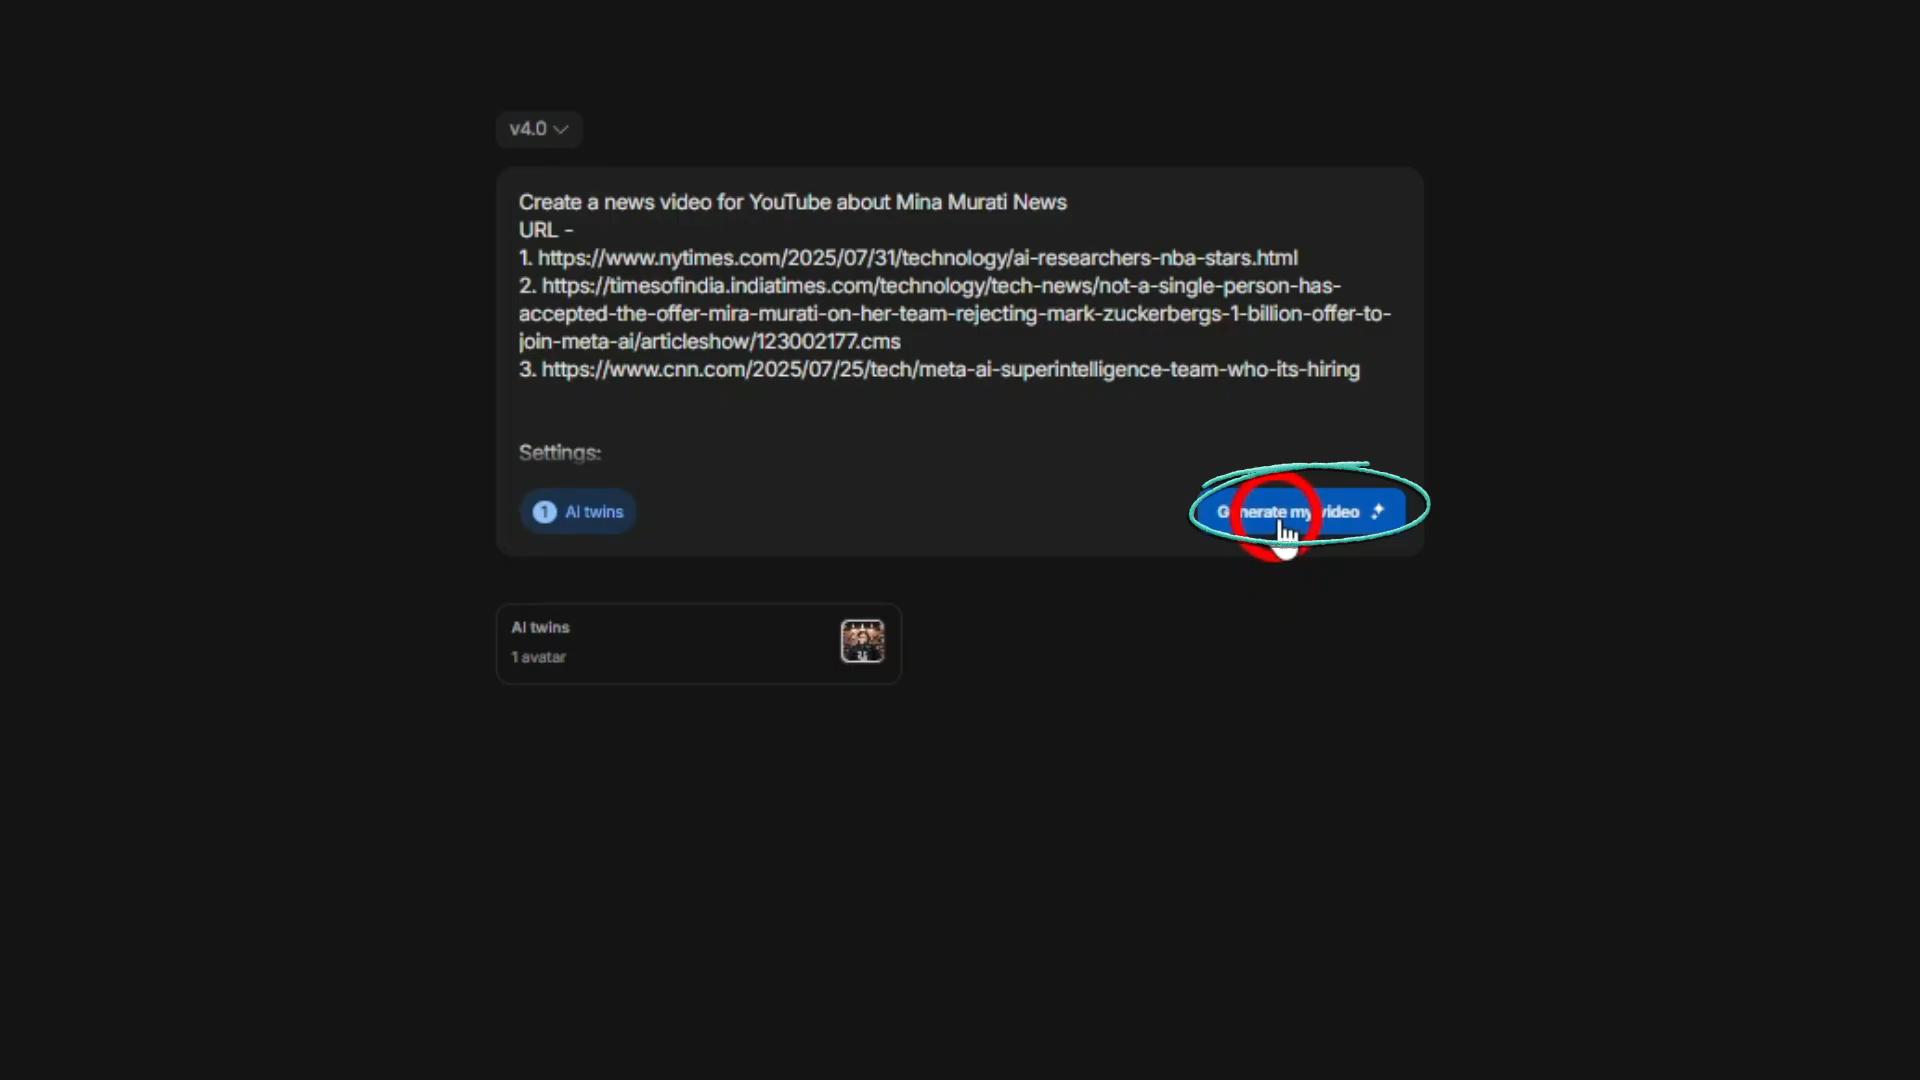 v4.0
Create a news video for YouTube about Mina Murati News
URL -
1. https://www.nytimes.com/2025/07/31/technology/ai-researchers-nba-stars.html
2. https://timesofindia.indiatimes.com/technology/tech-news/not-a-single-person-has-
accepted-the-offer-mira-murati-on-her-team-rejecting-mark-zuckerbergs-1-billion-offer-to-
join-meta-ai/articleshow/123002177.cms
3. https://www.cnn.com/2025/07/25/tech/meta-ai-superintelligence-team-who-its-hiring
Settings:
1 AI twins
Generate my video
AI twins
1 avatar